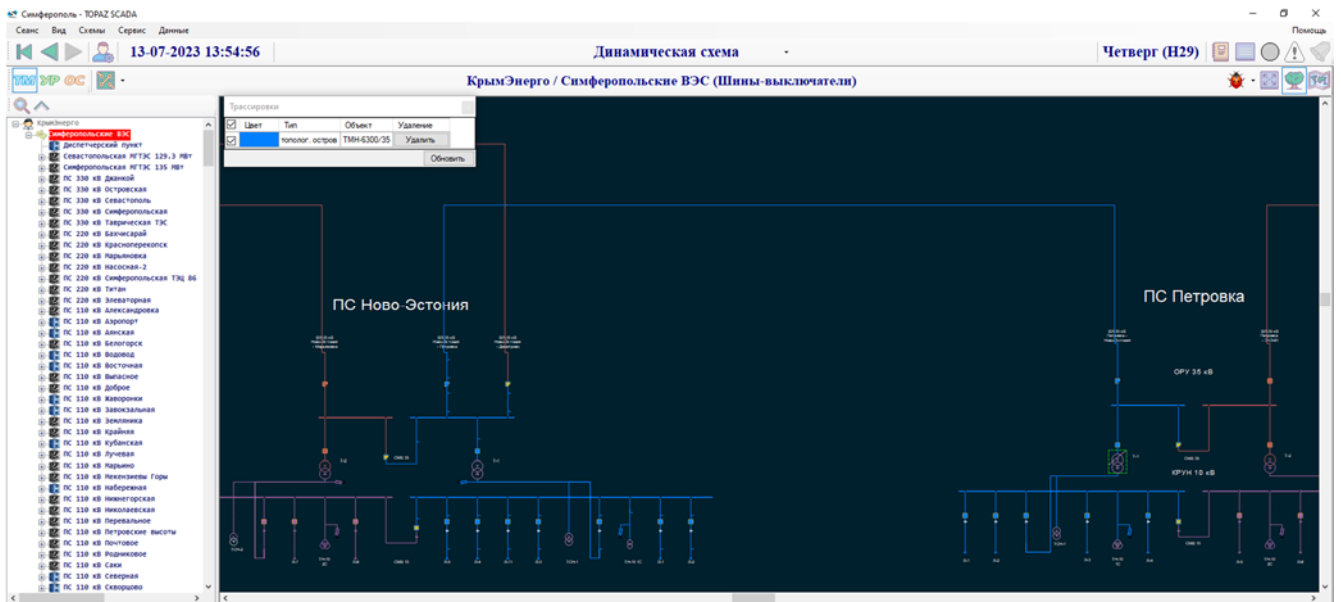 Симферополь - TOPAZ SCADA
Сеанс Вид Схемы Сервис Данные Помощь
13-07-2023 13:54:56 Динамическая схема Четверг (Н29)
ТМ УР ОС КрымЭнерго / Симферопольские ВЭС (Шины-выключатели)
Трассировки
Цвет Тип Объект Удаление
тополог. остров ТМН-6300/35 Удалить
Обновить
КрымЭнерго
Симферопольские ВЭС
Диспетчерский пункт
Севастопольская МГТЭС 129.3 МВт
Симферопольская МГТЭС 135 МВт
ПС 330 кВ Джанкой
ПС 330 кВ Островская
ПС 330 кВ Севастополь
ПС 330 кВ Симферопольская
ПС 330 кВ Таврическая ТЭС
ПС 220 кВ Бахчисарай
ПС 220 кВ Красноперекопск
ПС 220 кВ Марьяновка
ПС 220 кВ Насосная-2
ПС 220 кВ Симферопольская ТЭЦ 86
ПС 220 кВ Титан
ПС 220 кВ Элеваторная
ПС 110 кВ Александровка
ПС 110 кВ Аэропорт
ПС 110 кВ Аянская
ПС 110 кВ Белогорск
ПС 110 кВ Водовод
ПС 110 кВ Восточная
ПС 110 кВ Выпасное
ПС 110 кВ Доброе
ПС 110 кВ Жаворонки
ПС 110 кВ Завокзальная
ПС 110 кВ Земляника
ПС 110 кВ Крайняя
ПС 110 кВ Кубанская
ПС 110 кВ Лучевая
ПС 110 кВ Марьино
ПС 110 кВ Мекензиевы Горы
ПС 110 кВ Набережная
ПС 110 кВ Нижнегорская
ПС 110 кВ Николаевская
ПС 110 кВ Перевальное
ПС 110 кВ Петровские высоты
ПС 110 кВ Почтовое
ПС 110 кВ Родниковое
ПС 110 кВ Саки
ПС 110 кВ Северная
ПС 110 кВ Скворцово
ПС Ново-Эстония
ПС Петровка
ОРУ 35 кВ
КРУН 10 кВ